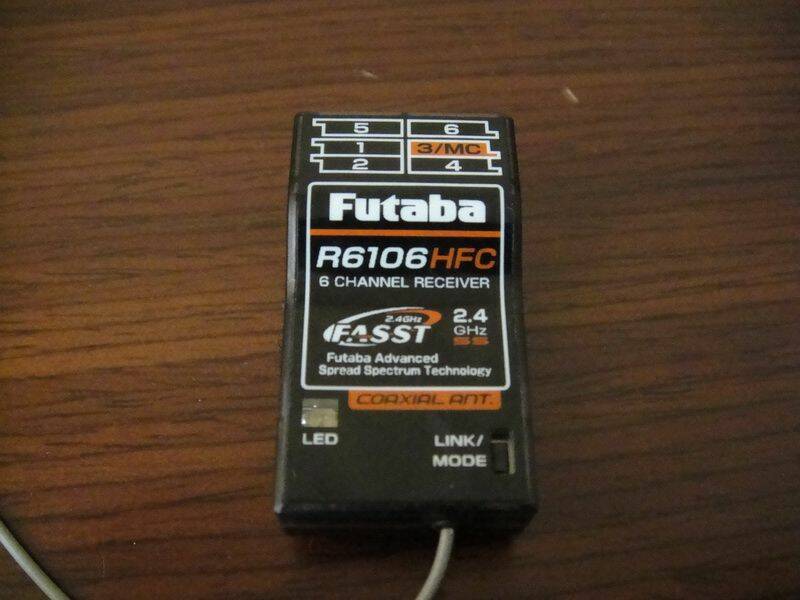 5 6
1 3/MC
2 4
Futaba
R6106HFC
6 CHANNEL RECEIVER
2.4GHz
FASST
2.4
GHz
SS
Futaba Advanced
Spread Spectrum Technology
COAXIAL ANT.
LED
LINK/
MODE